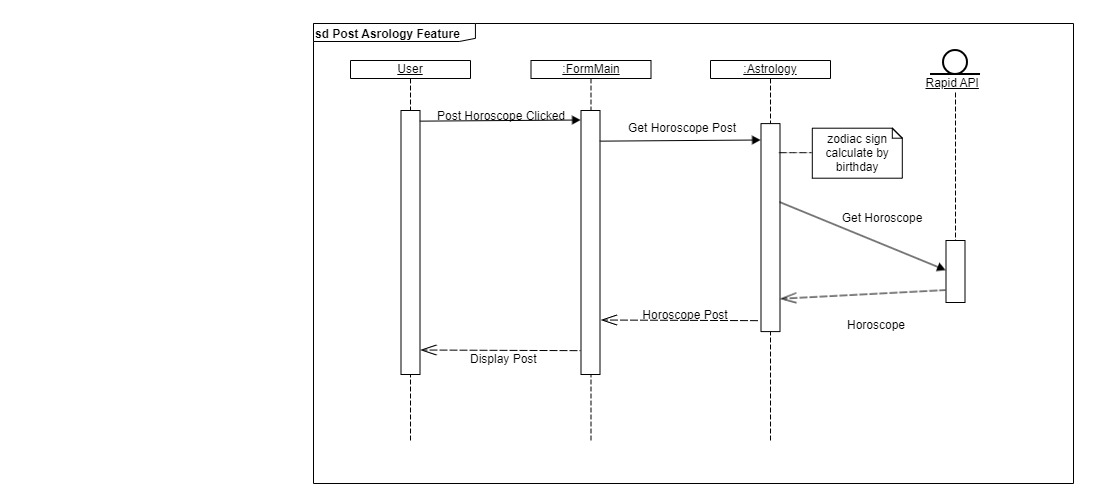 sd Post Asrology Feature
User
:FormMain
:Astrology
Rapid API
Post Horoscope Clicked
Get Horoscope Post
zodiac sign
calculate by
birthday
Get Horoscope
Horoscope Post
Horoscope
Display Post